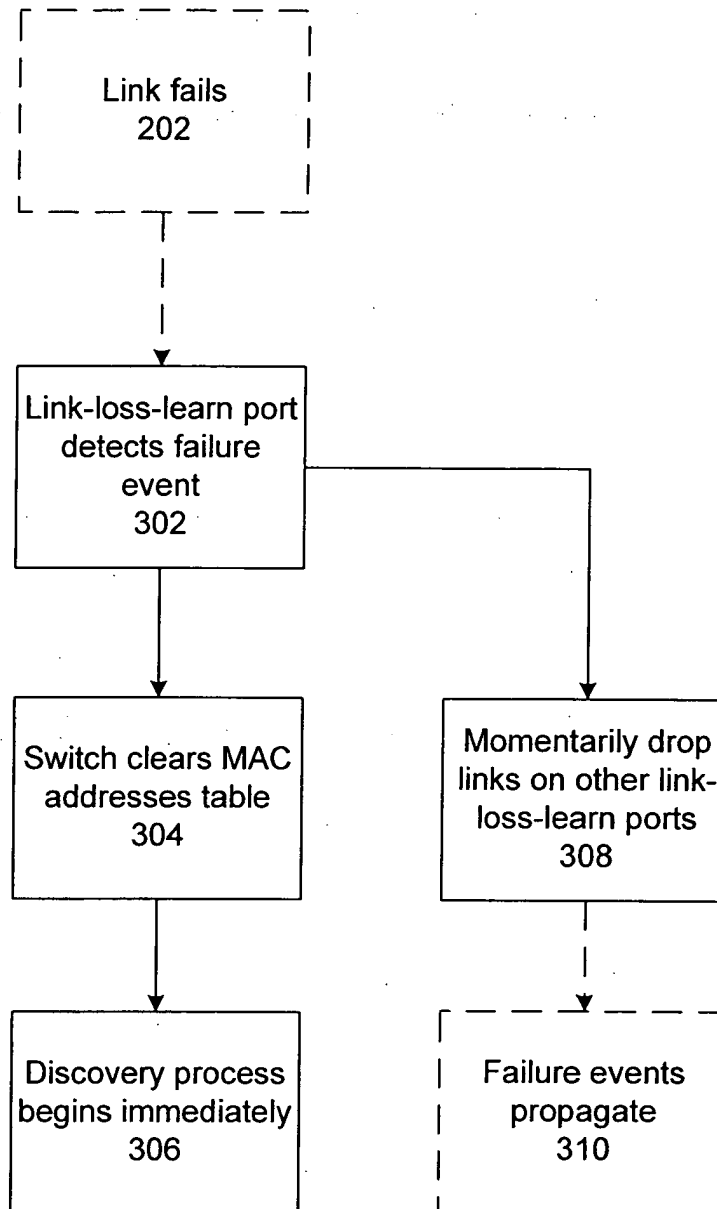 Link fails
202
Link-loss-learn port
detects failure
event
302
Switch clears MAC
addresses table
304
Momentarily drop
links on other link-
loss-learn ports
308
Discovery process
begins immediately
306
Failure events
propagate
310